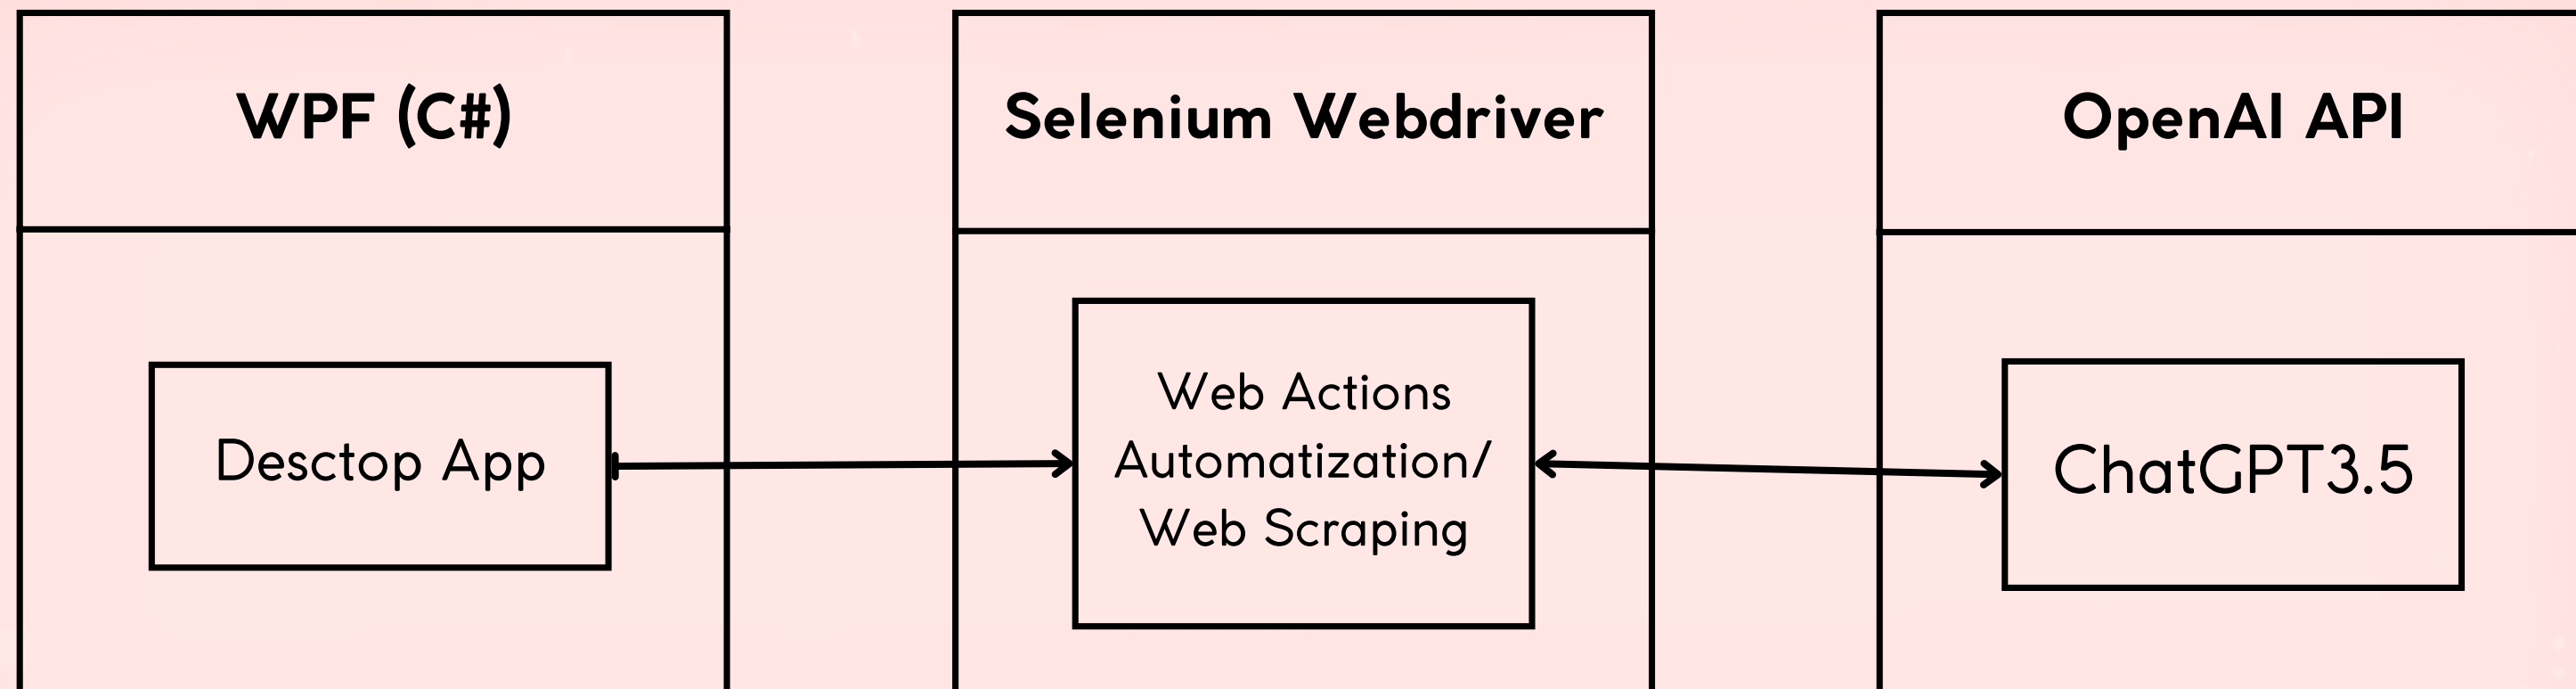 WPF (C#)
Selenium Webdriver
OpenAI API
Desctop App
Web Actions
Automatization/
Web Scraping
ChatGPT3.5